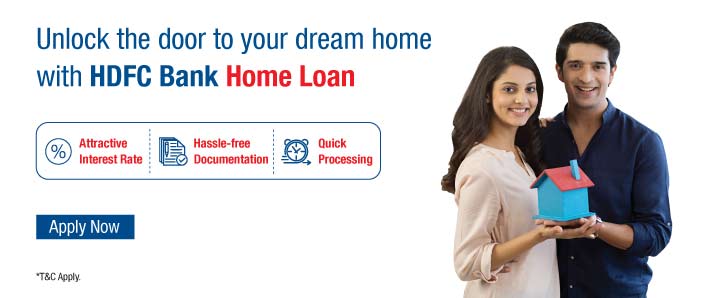 Unlock the door to your dream home
with HDFC Bank Home Loan
Attractive
Interest Rate
Hassle-free
Documentation
Quick
Processing
Apply Now
*T&C Apply.